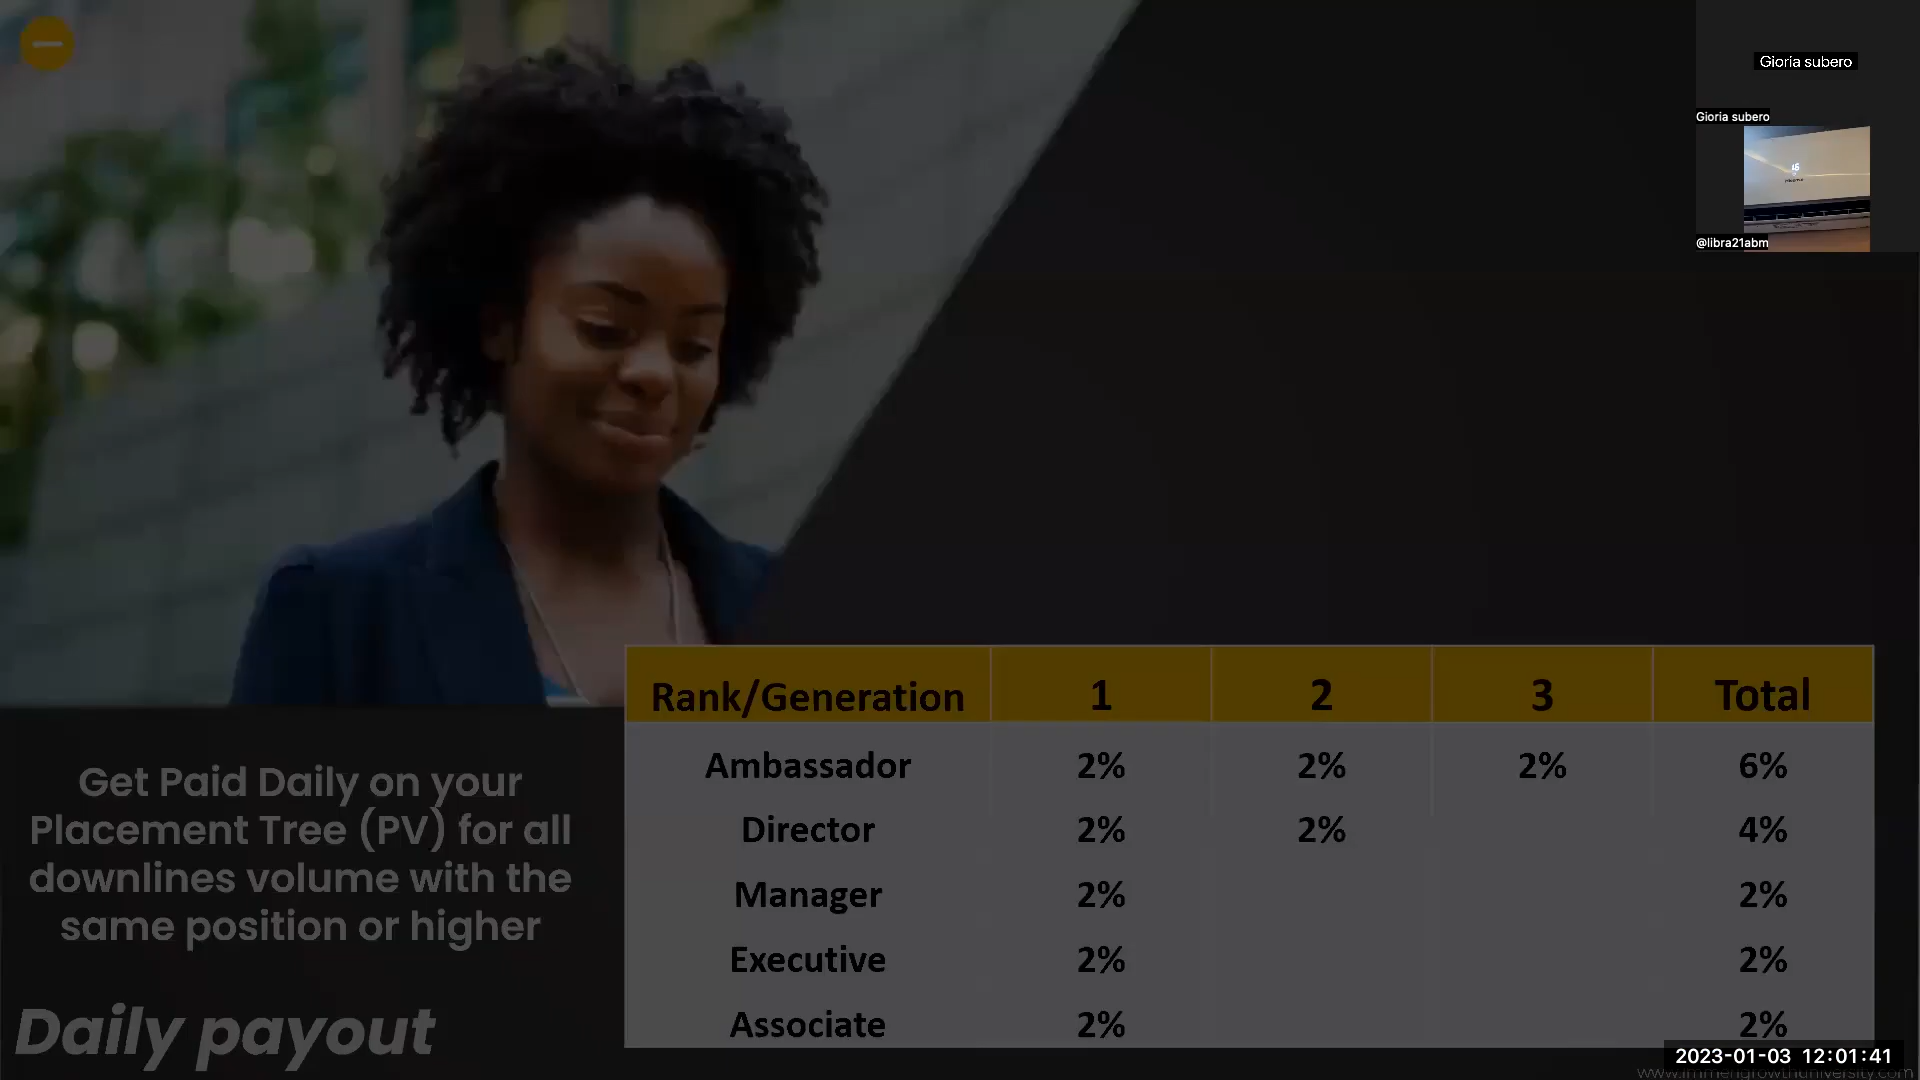 Gioria subero
Gioria subero
@libra21abm
Rank/Generation 1 2 3 Total
Ambassador 2% 2% 2% 6%
Director 2% 2% 4%
Manager 2% 2%
Executive 2% 2%
Associate 2% 2%
Get Paid Daily on your
Placement Tree (PV) for all
downlines volume with the
same position or higher
Daily payout
2023-01-03 12:01:41